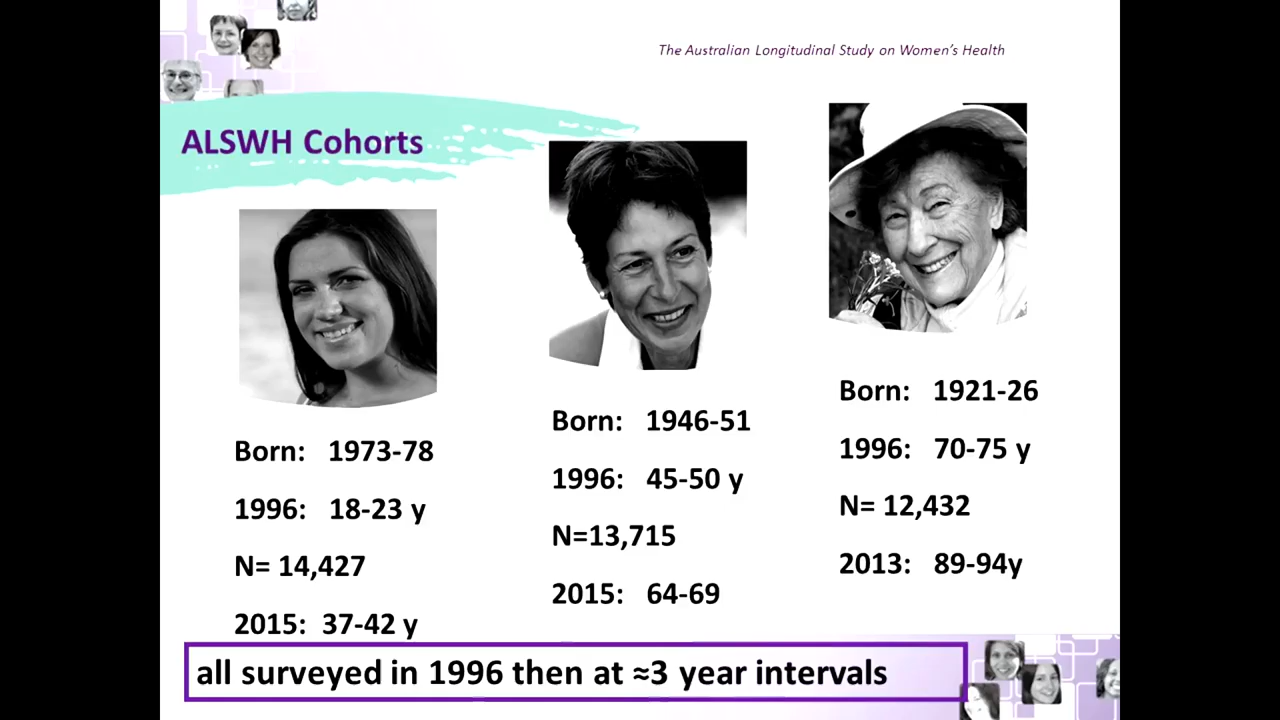 The Australian Longitudinal Study on Women's Health
ALSWH Cohorts
Born: 1973-78
1996: 18-23 y
N= 14,427
2015: 37-42 y
Born: 1946-51
1996: 45-50 y
N=13,715
2015: 64-69
Born: 1921-26
1996: 70-75 y
N= 12,432
2013: 89-94y
all surveyed in 1996 then at ≈3 year intervals